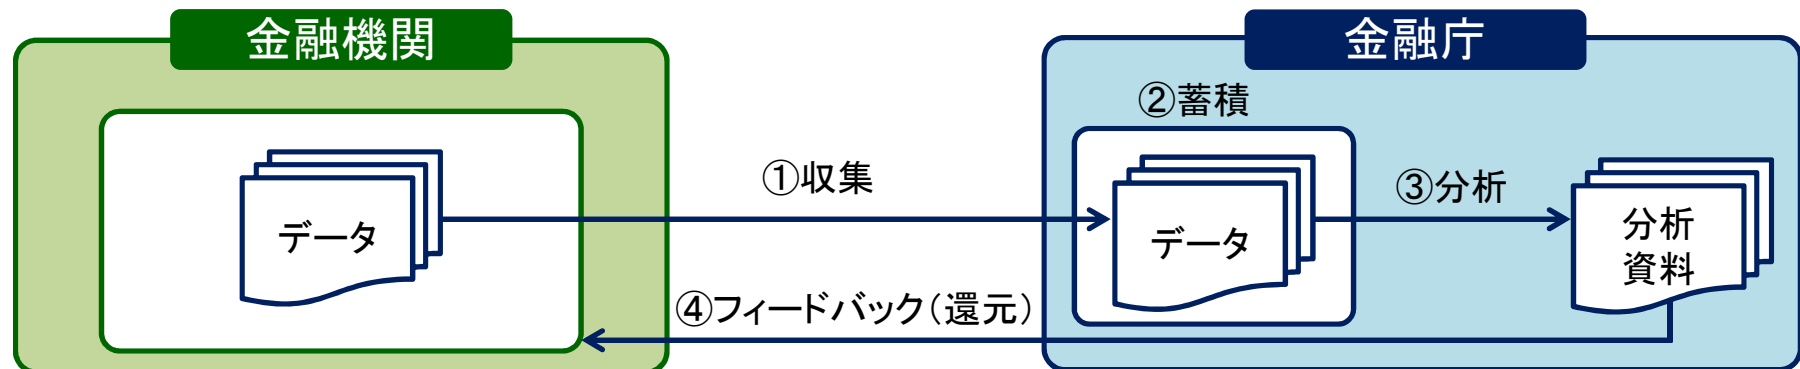 金融機関
金融庁
②蓄積
①収集
③分析
データ
データ
分析
資料
④フィードバック（還元）